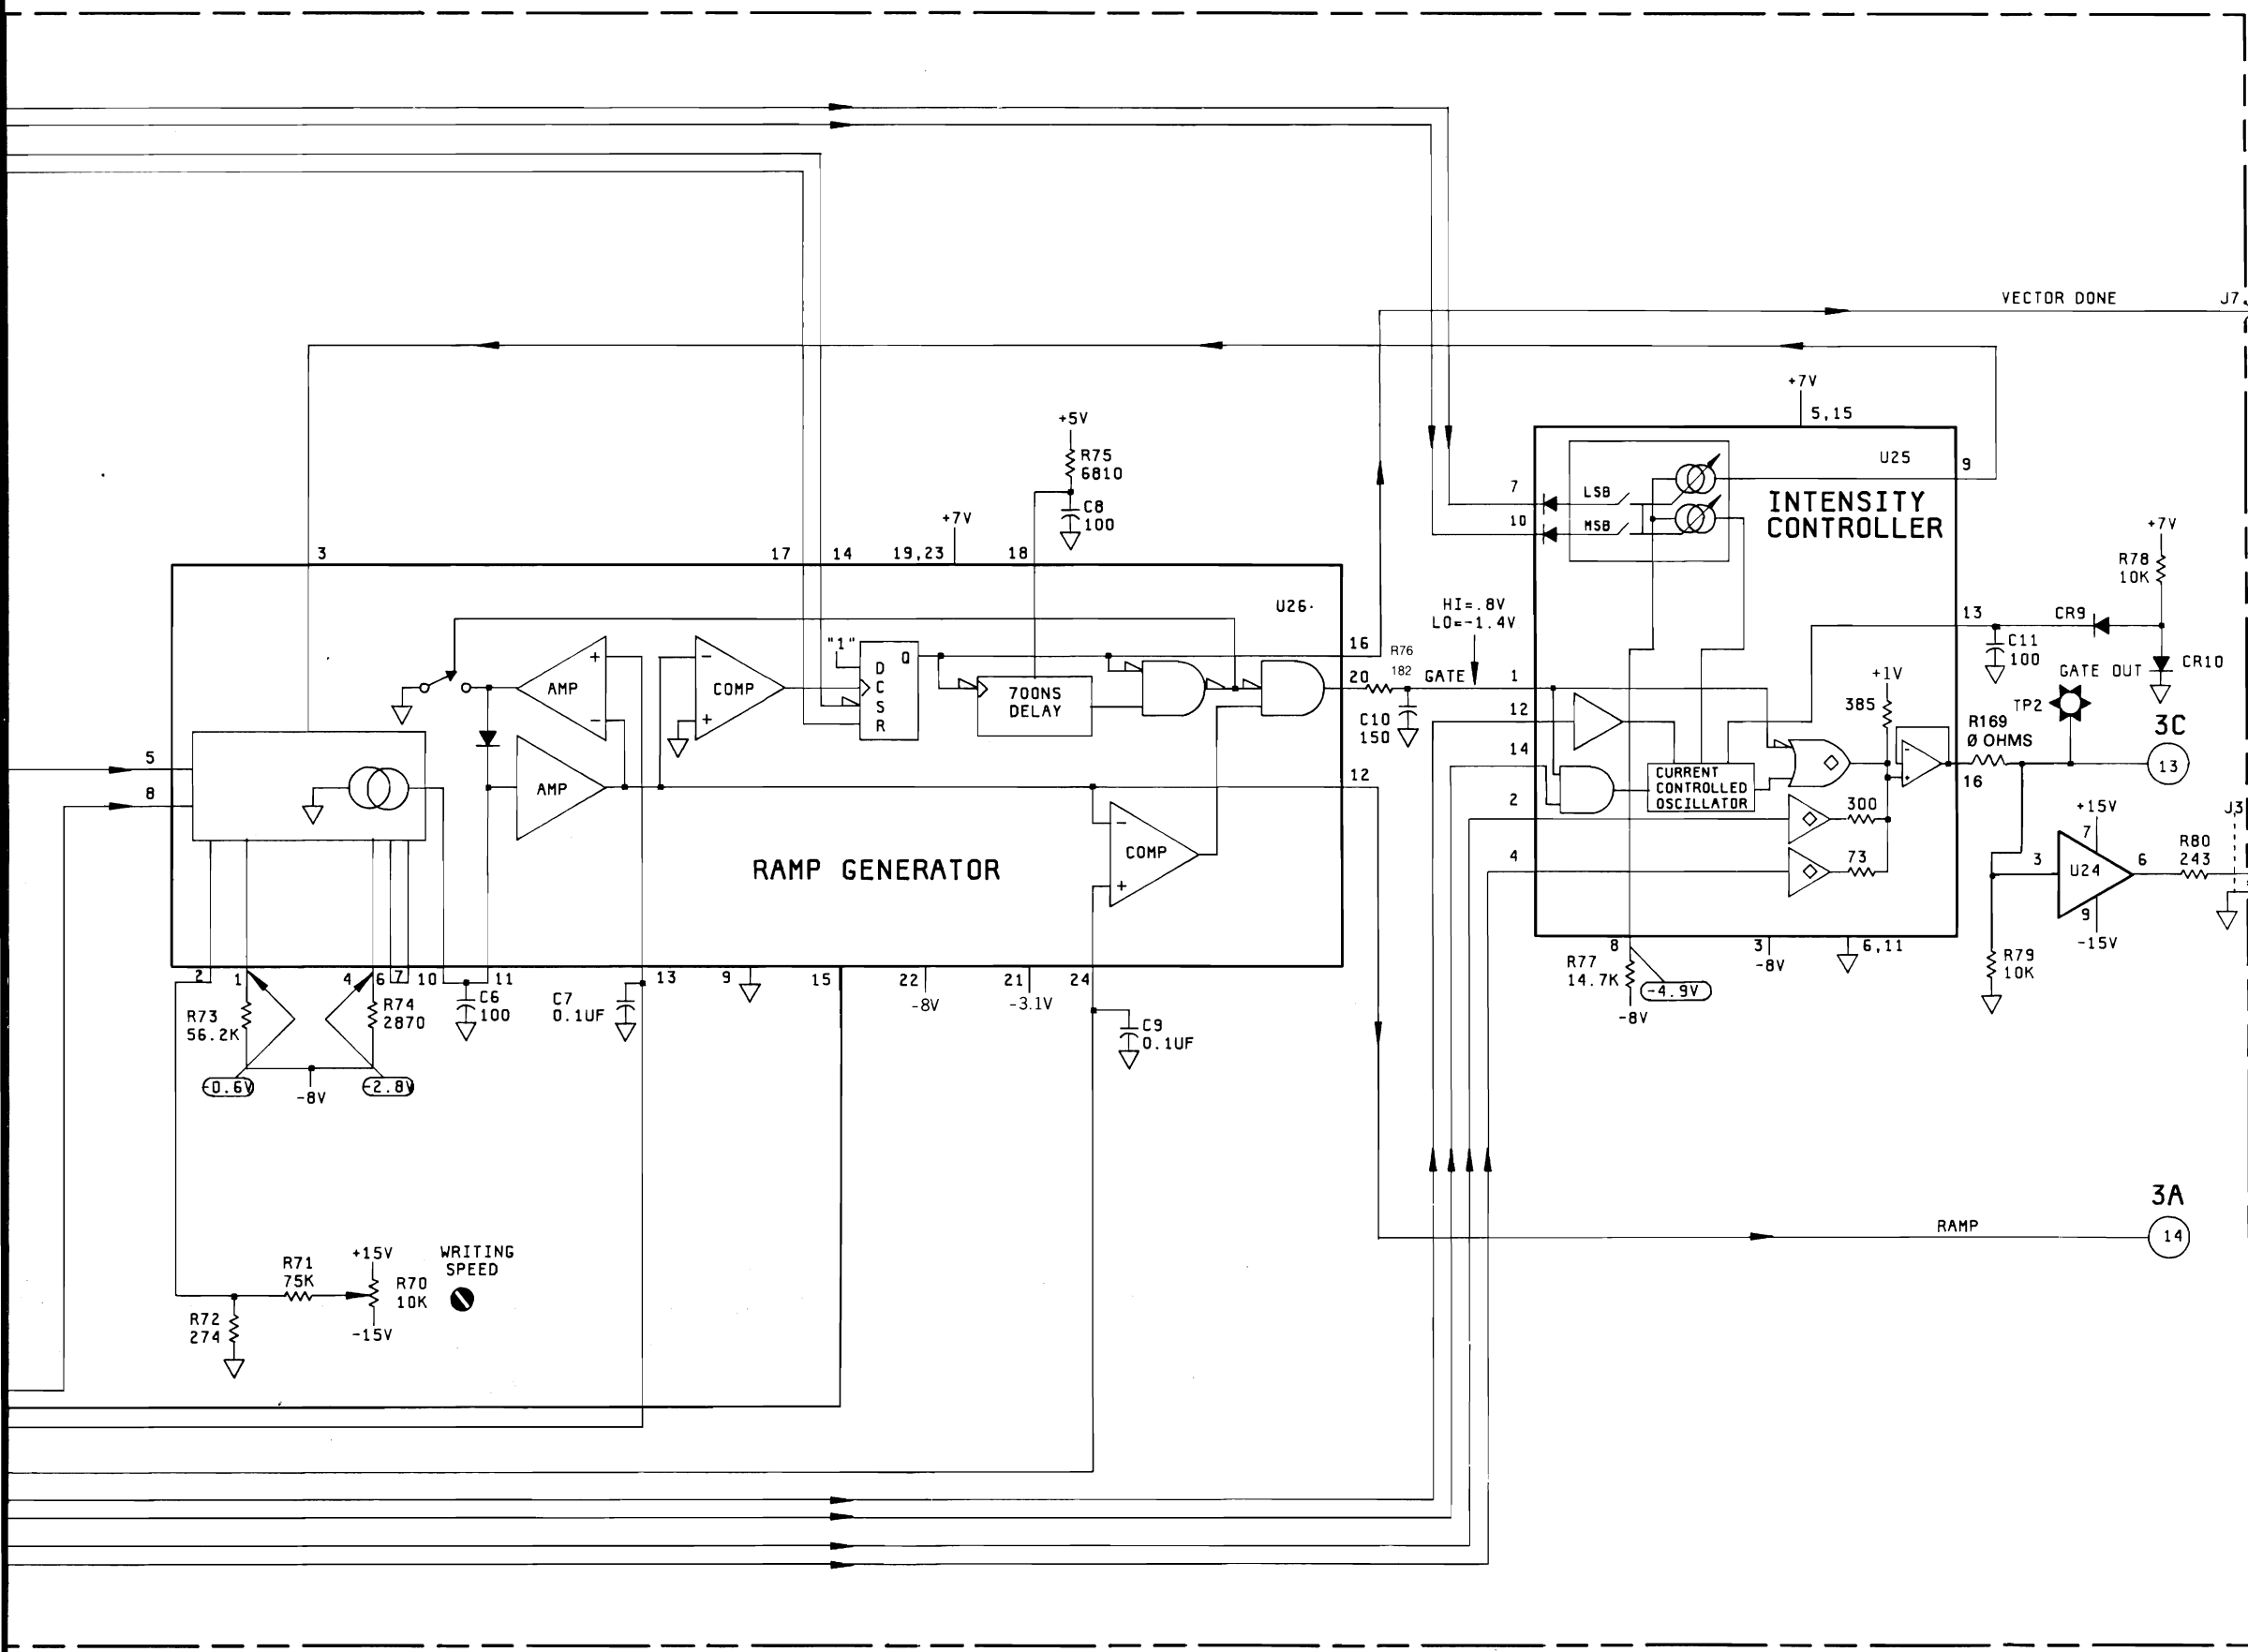 VECTOR DONE J7
+7V
5,15
+5V
R75
6810
C8
100
+7V
3
17
14
19,23
18
U25
9
7
LSB
10
MSB
INTENSITY
CONTROLLER
+7V
R78
10K
U26
HI=.8V
LO=-1.4V
13
CR9
C11
100
CR10
"1"
D
C
S
R
Q
16
R76
182
20
GATE
1
+1V
385
GATE OUT
TP2
+
AMP
−
−
COMP
+
700NS
DELAY
C10
150
12
R169
Ø OHMS
3C
13
5
8
AMP
12
14
2
CURRENT
CONTROLLED
OSCILLATOR
-
+
16
300
+15V
7
J3
−
COMP
+
RAMP GENERATOR
4
73
3
U24
6
R80
243
9
-15V
2
1
4
6
7
10
11
13
9
15
22
21
24
8
3
6,11
-8V
-8V
-3.1V
R73
56.2K
R74
2870
C6
100
C7
0.1UF
C9
0.1UF
R77
14.7K
-4.9V
-8V
R79
10K
-0.6V
-8V
-2.8V
3A
RAMP
14
R71
75K
+15V
R70
10K
-15V
WRITING
SPEED
R72
274